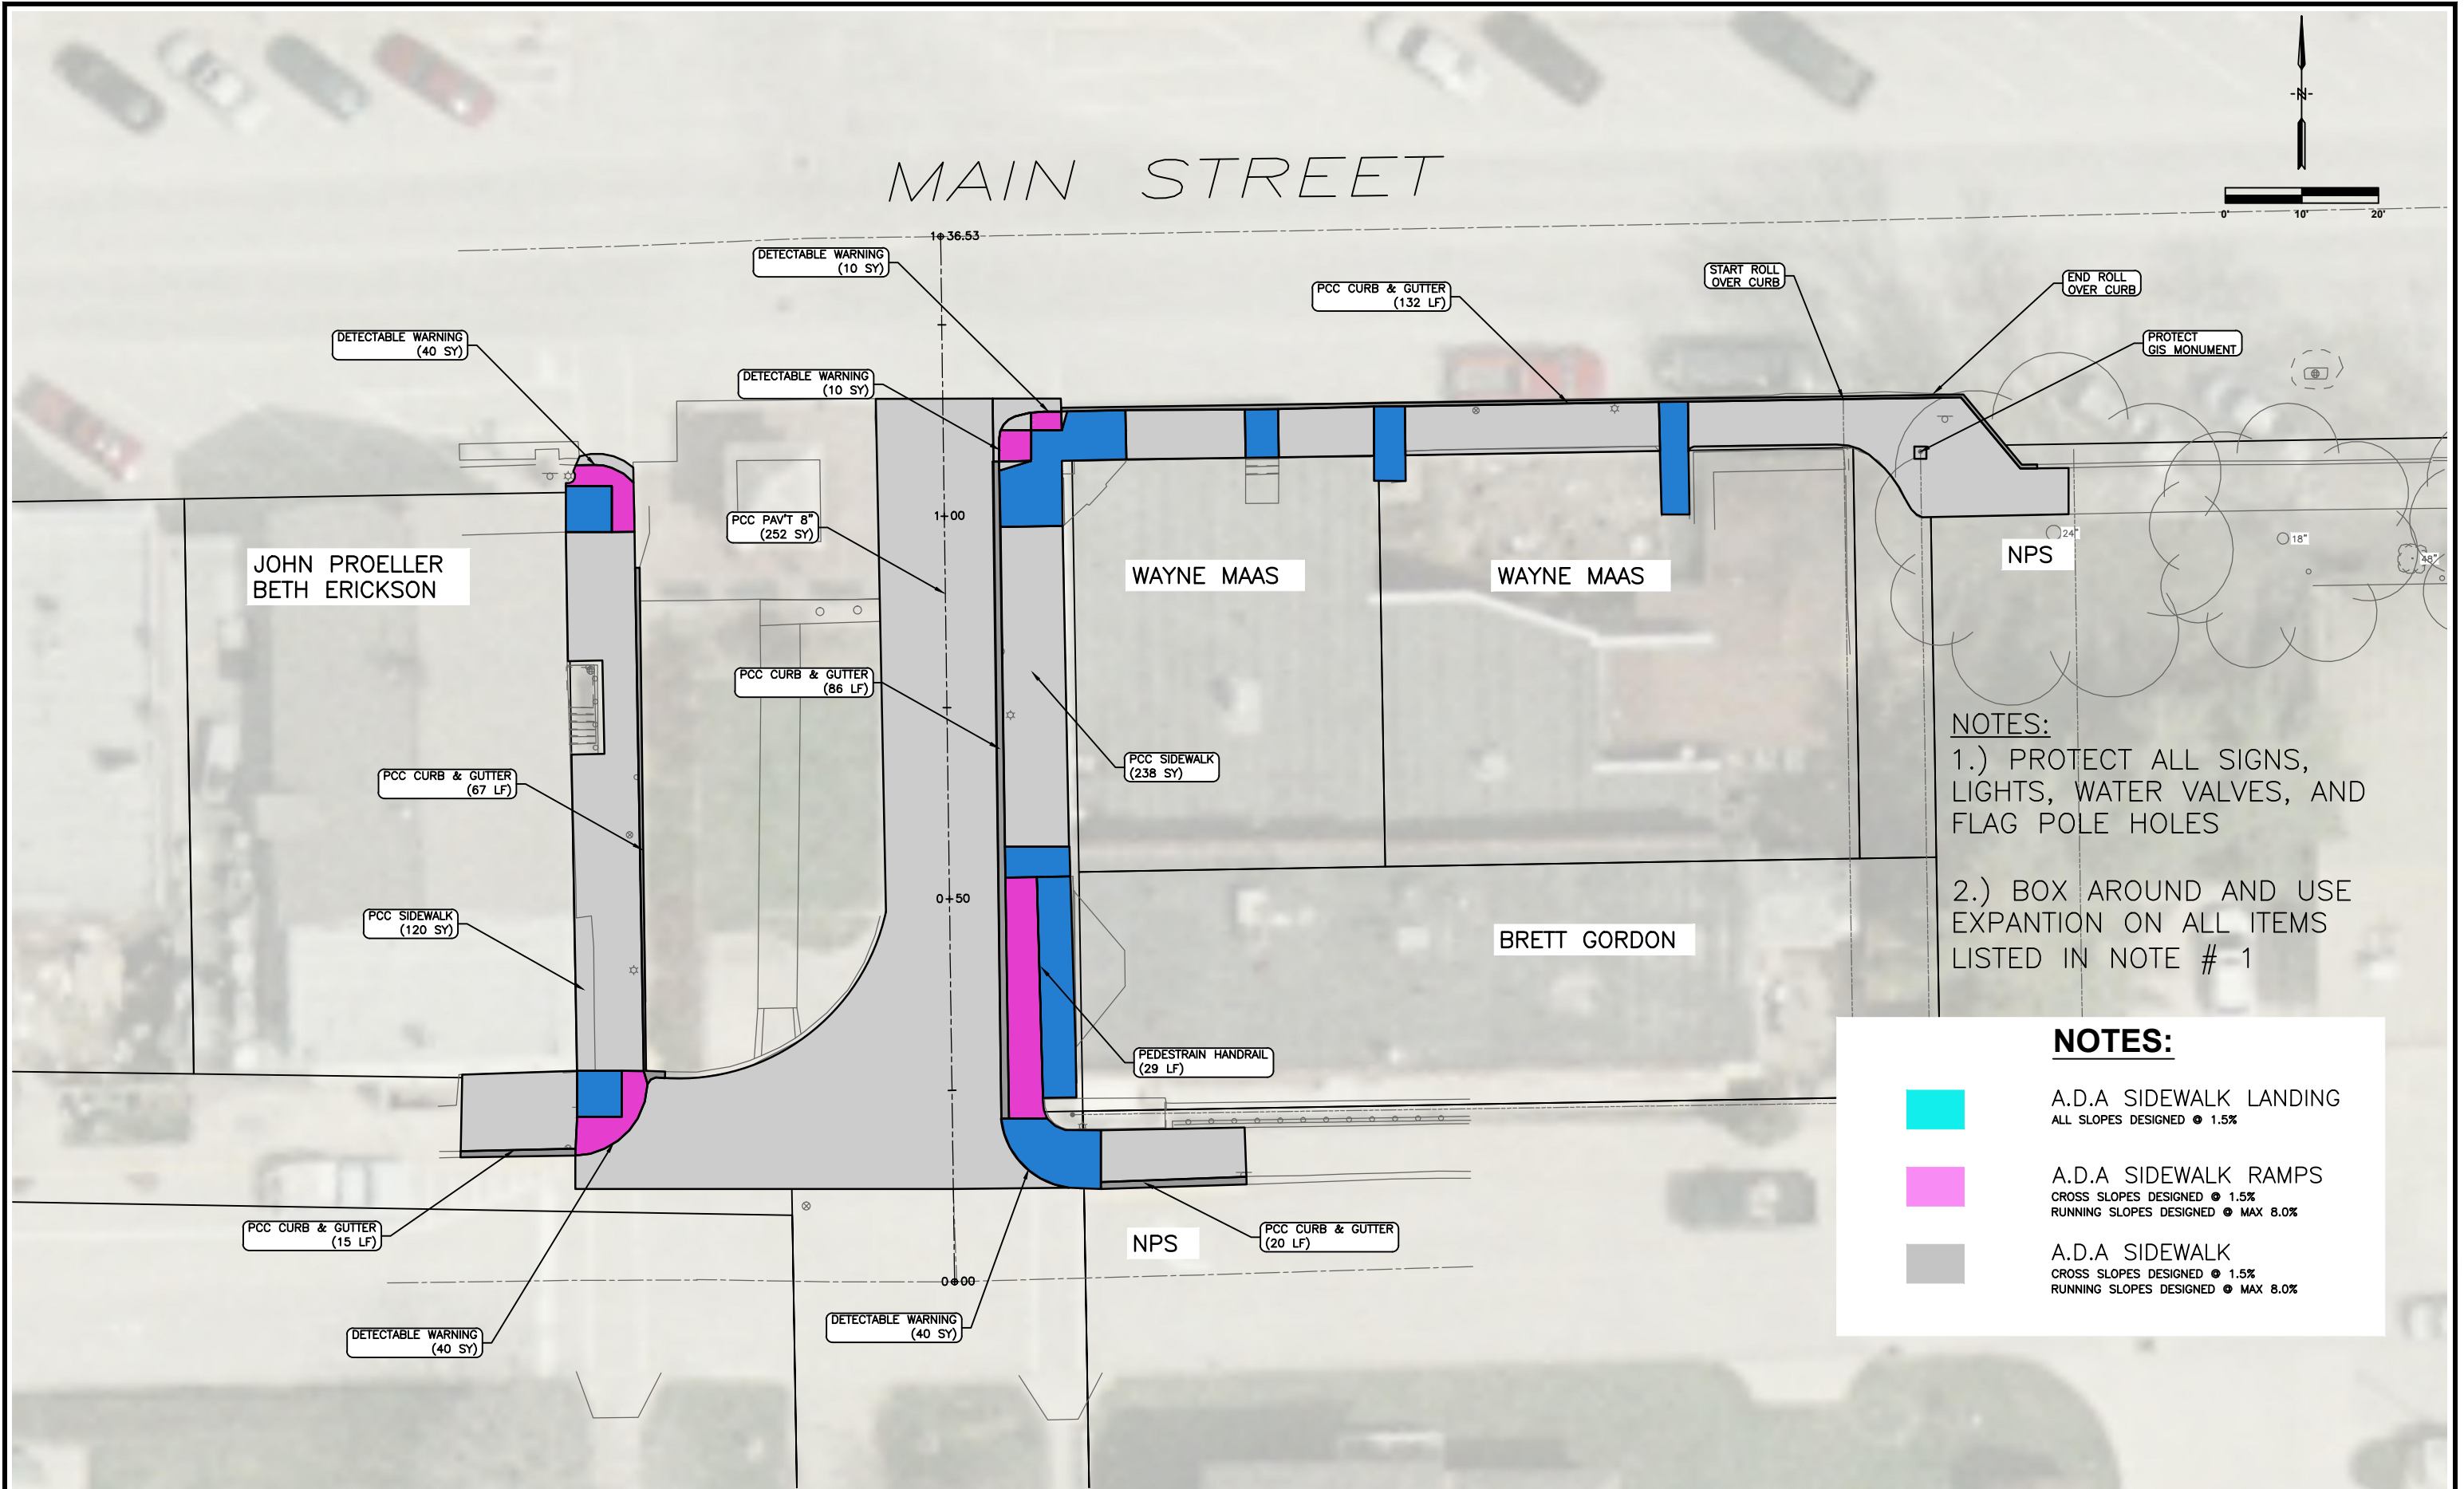 -N-
0'
10'
20'
MAIN STREET
1+36.53
DETECTABLE WARNING
(10 SY)
START ROLL
OVER CURB
END ROLL
OVER CURB
PCC CURB & GUTTER
(132 LF)
DETECTABLE WARNING
(40 SY)
PROTECT
GIS MONUMENT
DETECTABLE WARNING
(10 SY)
PCC PAV'T 8"
(252 SY)
1+00
24"
18"
48"
JOHN PROELLER
BETH ERICKSON
WAYNE MAAS
WAYNE MAAS
NPS
PCC CURB & GUTTER
(86 LF)
PCC SIDEWALK
(238 SY)
PCC CURB & GUTTER
(67 LF)
NOTES:
1.) PROTECT ALL SIGNS,
LIGHTS, WATER VALVES, AND
FLAG POLE HOLES
2.) BOX AROUND AND USE
EXPANTION ON ALL ITEMS
LISTED IN NOTE # 1
0+50
PCC SIDEWALK
(120 SY)
BRETT GORDON
PEDESTRAIN HANDRAIL
(29 LF)
NOTES:
A.D.A SIDEWALK LANDING
ALL SLOPES DESIGNED @ 1.5%
A.D.A SIDEWALK RAMPS
CROSS SLOPES DESIGNED @ 1.5%
RUNNING SLOPES DESIGNED @ MAX 8.0%
A.D.A SIDEWALK
CROSS SLOPES DESIGNED @ 1.5%
RUNNING SLOPES DESIGNED @ MAX 8.0%
PCC CURB & GUTTER
(15 LF)
NPS
PCC CURB & GUTTER
(20 LF)
0+00
DETECTABLE WARNING
(40 SY)
DETECTABLE WARNING
(40 SY)